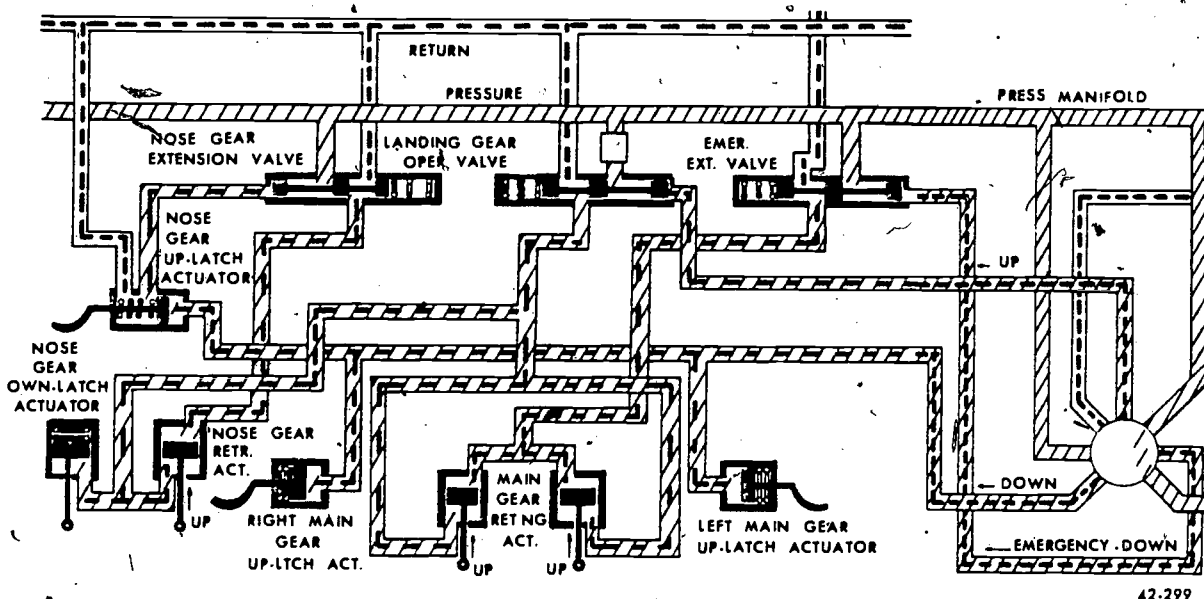 RETURN
PRESSURE
PRESS MANIFOLD
NOSE GEAR
EXTENSION VALVE
LANDING GEAR
OPER. VALVE
EMER.
EXT. VALVE
NOSE
GEAR
UP-LATCH
ACTUATOR
UP
NOSE
GEAR
OWN-LATCH
ACTUATOR
NOSE GEAR
RETR.
ACT.
UP
RIGHT MAIN
GEAR
UP-LTCH ACT.
MAIN
GEAR
RETNG
ACT.
UP
UP
LEFT MAIN GEAR
UP-LATCH ACTUATOR
DOWN
EMERGENCY-DOWN
42-299